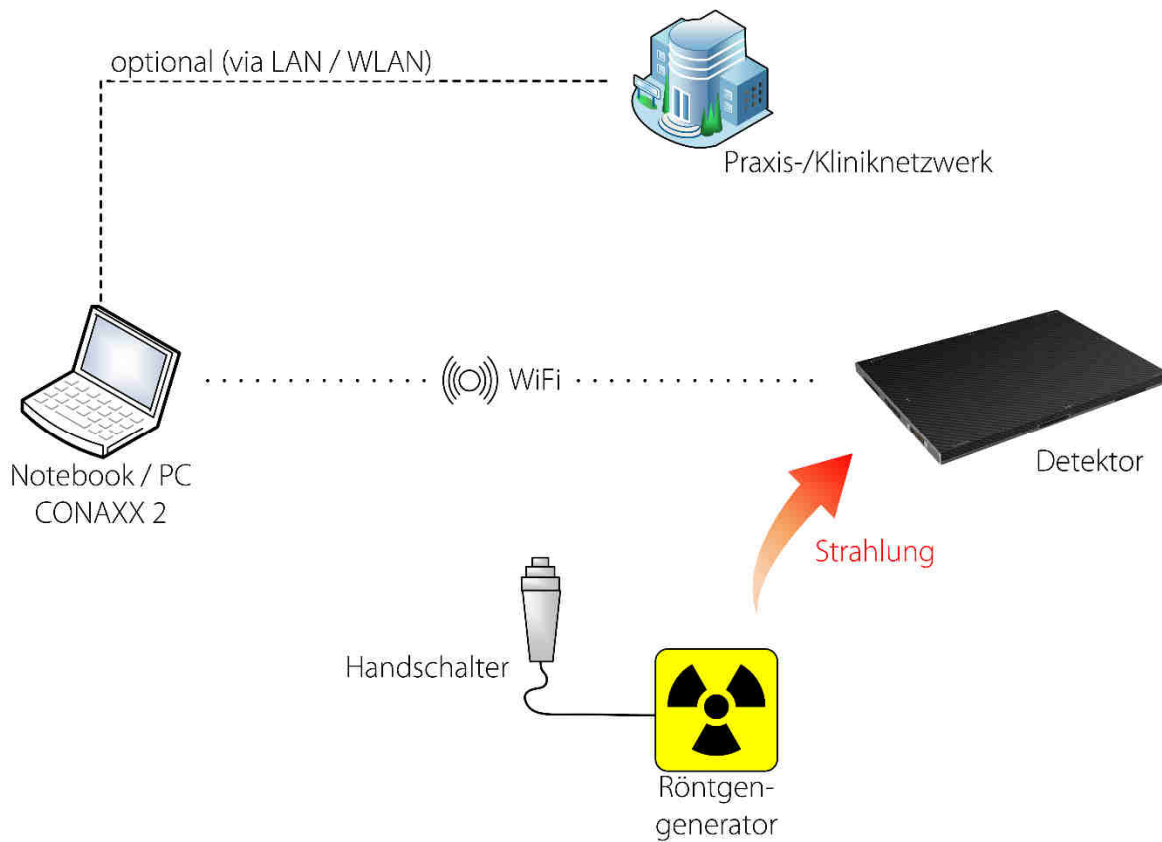 optional (via LAN / WLAN)
Praxis-/Kliniknetzwerk
WiFi
Notebook / PC
CONAXX 2
Detektor
Strahlung
Handschalter
Röntgen-
generator